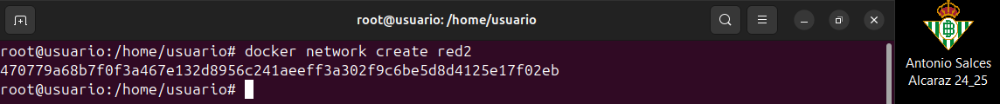 root@usuario: /home/usuario
root@usuario:/home/usuario# docker network create red2
470779a68b7f0f3a467e132d8956c241aeeff3a302f9c6be5d8d4125e17f02eb
root@usuario:/home/usuario#
Antonio Salces
Alcaraz 24_25